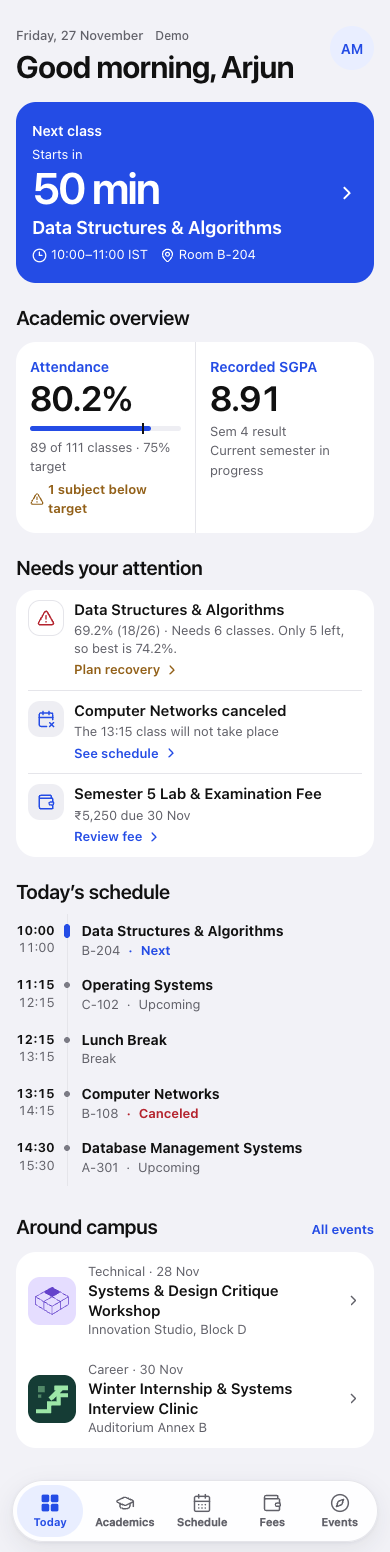 Friday, 27 November Demo
Good morning, Arjun
AM
Next class
Starts in
50 min
Data Structures & Algorithms
10:00–11:00 IST Room B-204
Academic overview
Attendance
80.2%
89 of 111 classes · 75%
target
1 subject below
target
Recorded SGPA
8.91
Sem 4 result
Current semester in
progress
Needs your attention
Data Structures & Algorithms
69.2% (18/26) · Needs 6 classes. Only 5 left,
so best is 74.2%.
Plan recovery
Computer Networks canceled
The 13:15 class will not take place
See schedule
Semester 5 Lab & Examination Fee
₹5,250 due 30 Nov
Review fee
Today’s schedule
10:00 Data Structures & Algorithms
11:00 B-204 · Next
11:15 Operating Systems
12:15 C-102 · Upcoming
12:15 Lunch Break
13:15 Break
13:15 Computer Networks
14:15 B-108 · Canceled
14:30 Database Management Systems
15:30 A-301 · Upcoming
Around campus All events
Technical · 28 Nov
Systems & Design Critique
Workshop
Innovation Studio, Block D
Career · 30 Nov
Winter Internship & Systems
Interview Clinic
Auditorium Annex B
Today Academics Schedule Fees Events